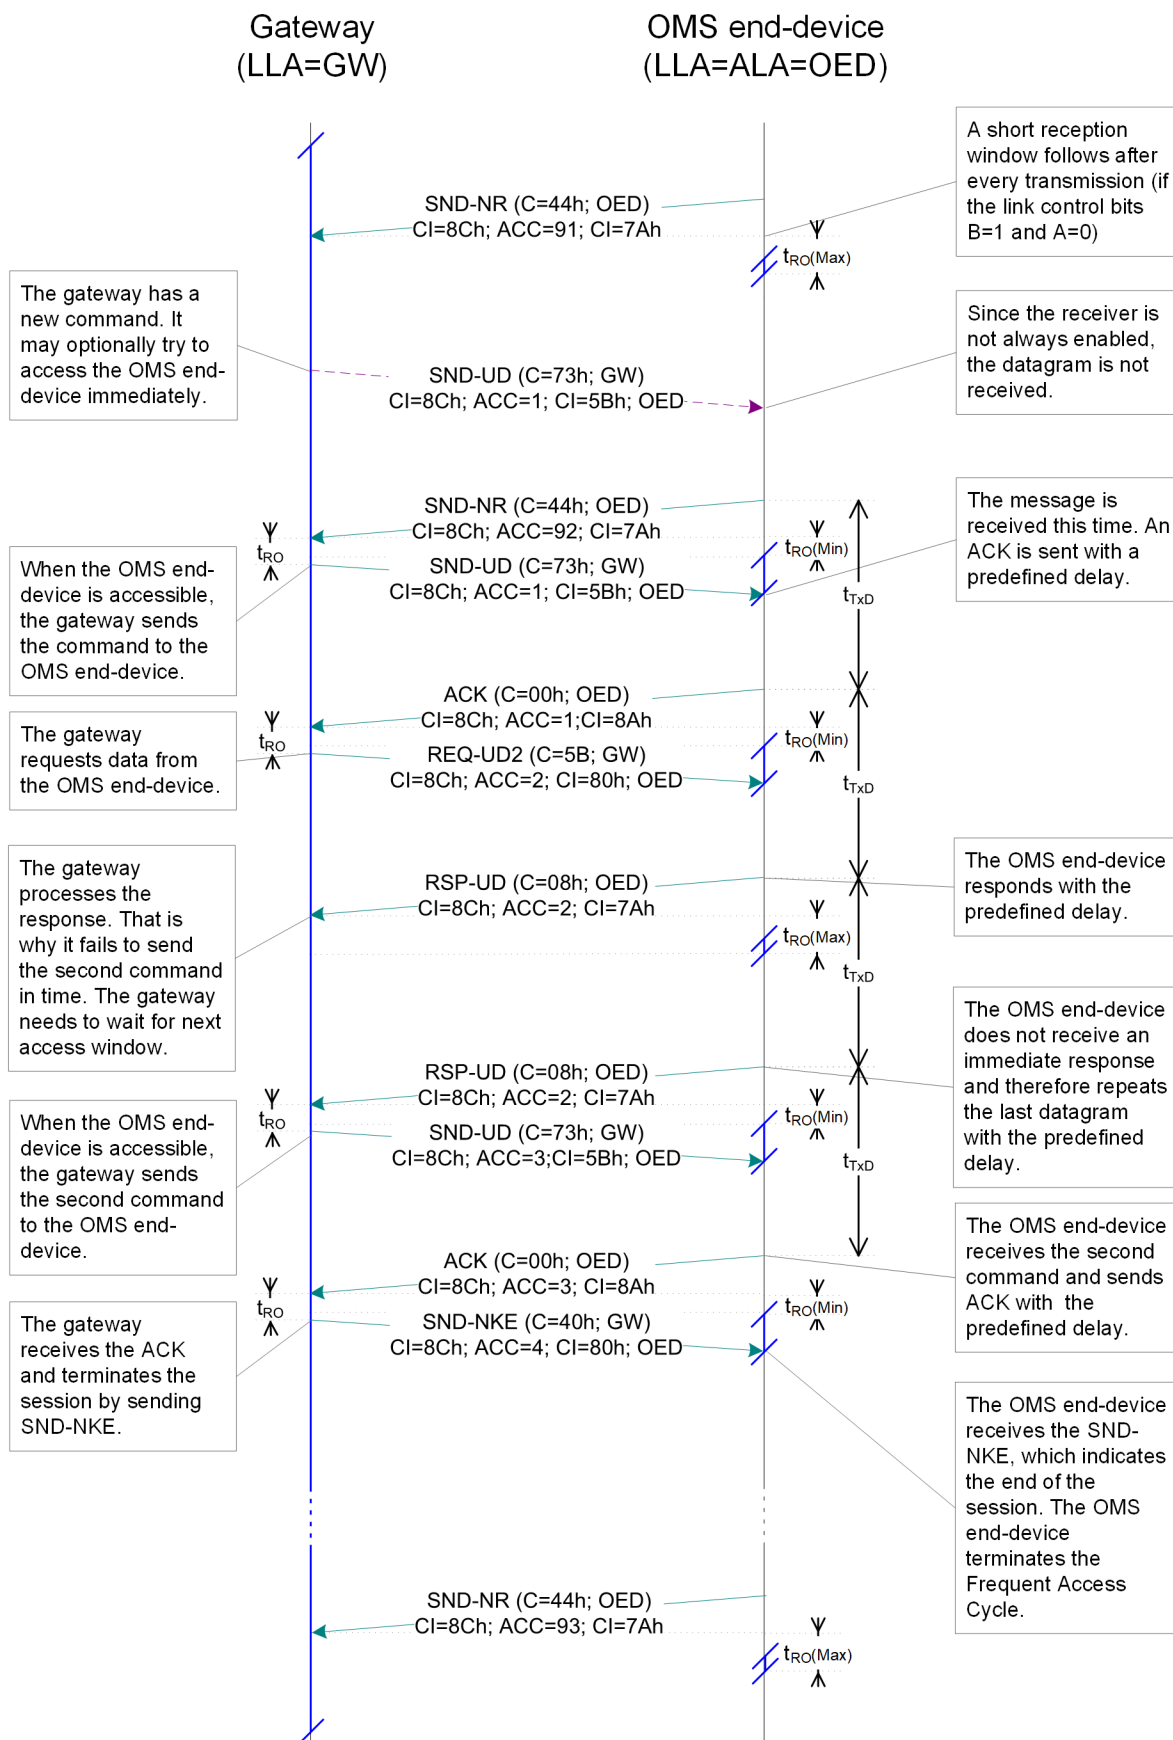 Gateway
(LLA=GW)
OMS end-device
(LLA=ALA=OED)
A short reception
window follows after
every transmission (if
the link control bits
B=1 and A=0)
SND-NR (C=44h; OED)
CI=8Ch; ACC=91; CI=7Ah
tRO(Max)
The gateway has a
new command. It
may optionally try to
access the OMS end-
device immediately.
Since the receiver is
not always enabled,
the datagram is not
received.
SND-UD (C=73h; GW)
CI=8Ch; ACC=1; CI=5Bh; OED
SND-NR (C=44h; OED)
CI=8Ch; ACC=92; CI=7Ah
tRO
tRO(Min)
The message is
received this time. An
ACK is sent with a
predefined delay.
When the OMS end-
device is accessible,
the gateway sends
the command to the
OMS end-device.
SND-UD (C=73h; GW)
CI=8Ch; ACC=1; CI=5Bh; OED
tTxD
ACK (C=00h; OED)
CI=8Ch; ACC=1;CI=8Ah
tRO
tRO(Min)
The gateway
requests data from
the OMS end-device.
REQ-UD2 (C=5B; GW)
CI=8Ch; ACC=2; CI=80h; OED
tTxD
The gateway
processes the
response. That is
why it fails to send
the second command
in time. The gateway
needs to wait for next
access window.
RSP-UD (C=08h; OED)
CI=8Ch; ACC=2; CI=7Ah
tRO(Max)
The OMS end-device
responds with the
predefined delay.
tTxD
The OMS end-device
does not receive an
immediate response
and therefore repeats
the last datagram
with the predefined
delay.
RSP-UD (C=08h; OED)
CI=8Ch; ACC=2; CI=7Ah
tRO
tRO(Min)
When the OMS end-
device is accessible,
the gateway sends
the second command
to the OMS end-
device.
SND-UD (C=73h; GW)
CI=8Ch; ACC=3;CI=5Bh; OED
tTxD
The OMS end-device
receives the second
command and sends
ACK with  the
predefined delay.
ACK (C=00h; OED)
CI=8Ch; ACC=3; CI=8Ah
tRO
tRO(Min)
The gateway
receives the ACK
and terminates the
session by sending
SND-NKE.
SND-NKE (C=40h; GW)
CI=8Ch; ACC=4; CI=80h; OED
The OMS end-device
receives the SND-
NKE, which indicates
the end of the
session. The OMS
end-device
terminates the
Frequent Access
Cycle.
SND-NR (C=44h; OED)
CI=8Ch; ACC=93; CI=7Ah
tRO(Max)